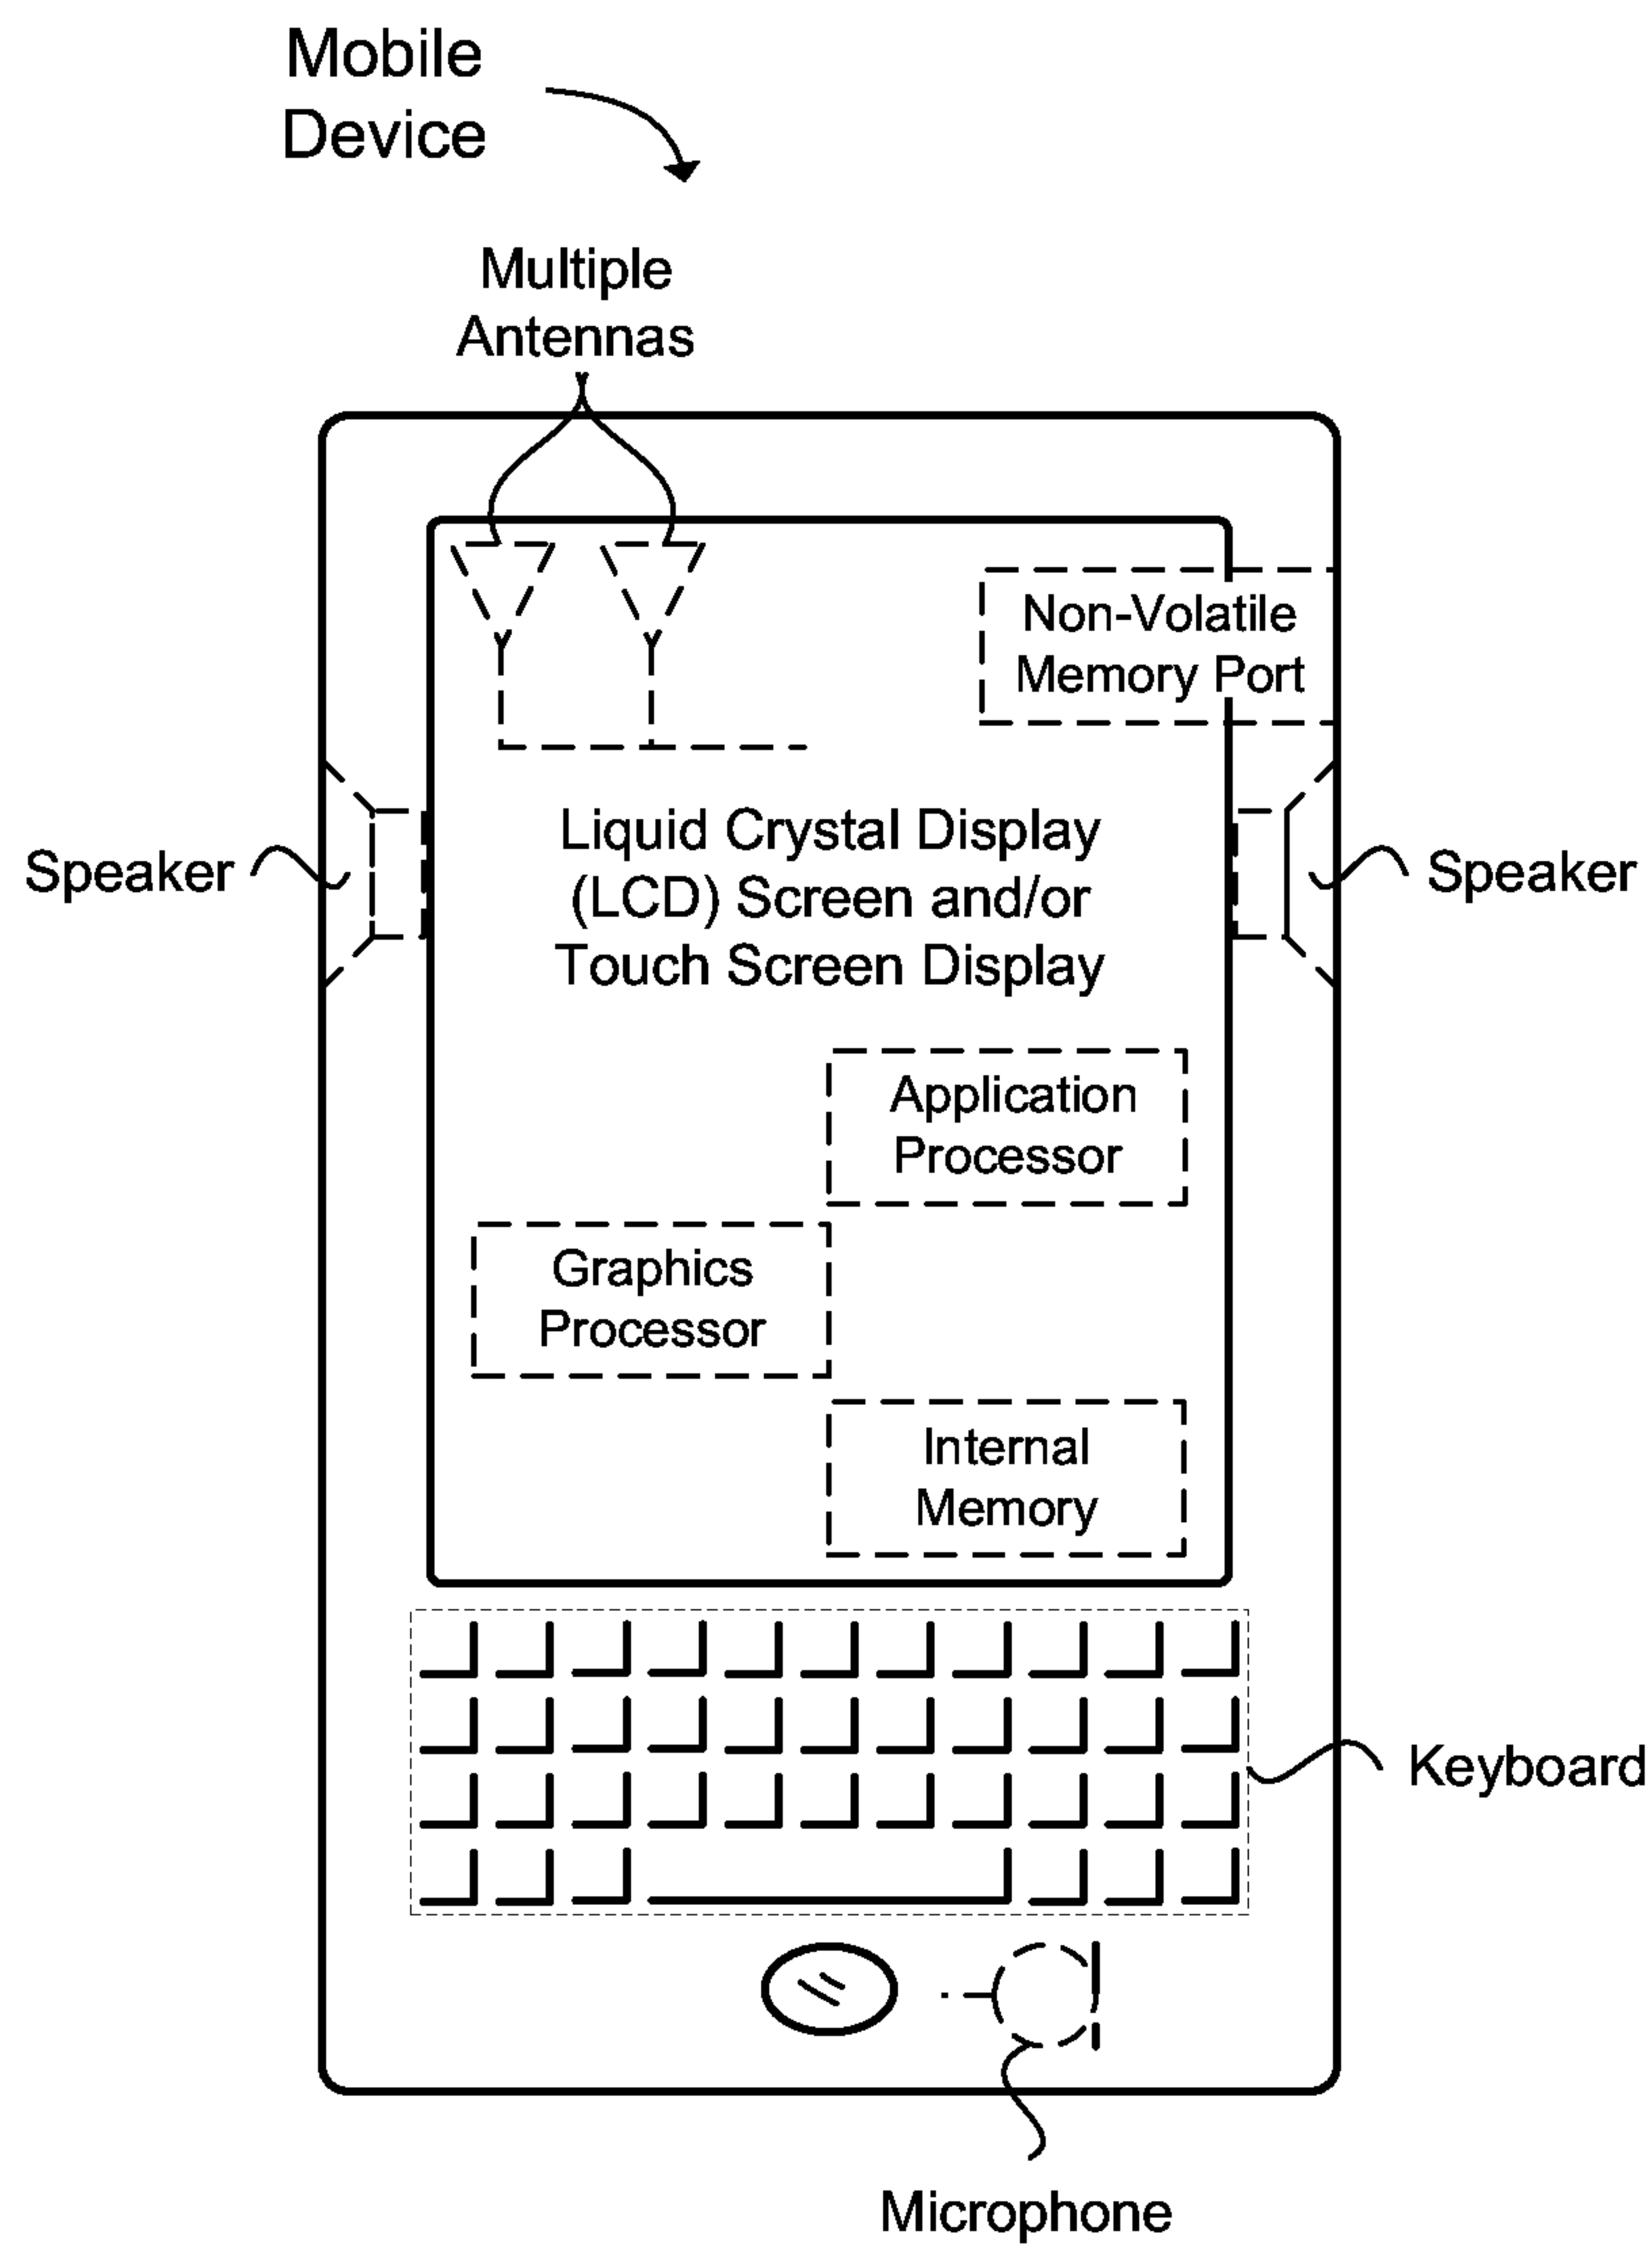 Mobile
Device
Multiple
Antennas
Non-Volatile
Memory Port
Speaker
Liquid Crystal Display
(LCD) Screen and/or
Touch Screen Display
Speaker
Application
Processor
Graphics
Processor
Internal
Memory
Keyboard
Microphone